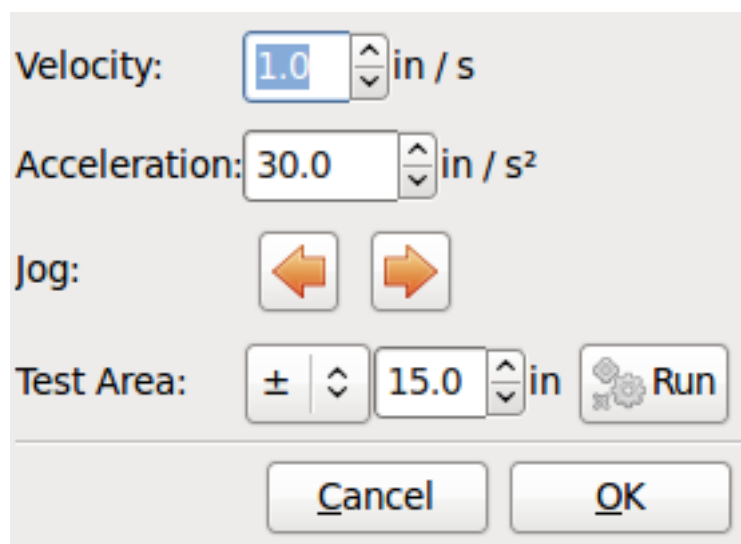 Velocity: 1.0 in / s
Acceleration: 30.0 in / s²
Jog:
Test Area: ± 15.0 in Run
Cancel OK